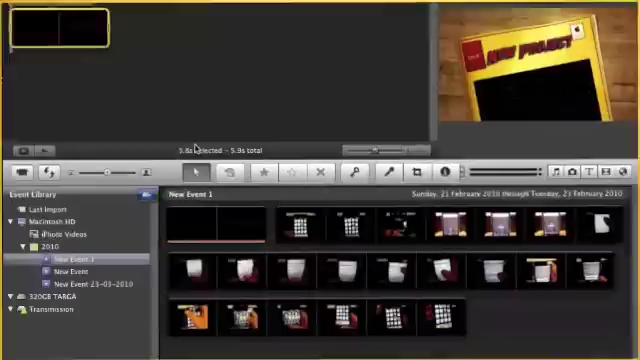 NEW PROJECT
5.8s selected - 5.9s total
Event Library
New Event 1
Sunday, 21 February 2010 through Tuesday, 23 February 2010
Last Import
Macintosh HD
iPhoto Videos
2010
New Event 1
New Event
New Event 23-03-2010
320GB TARGA
Transmission